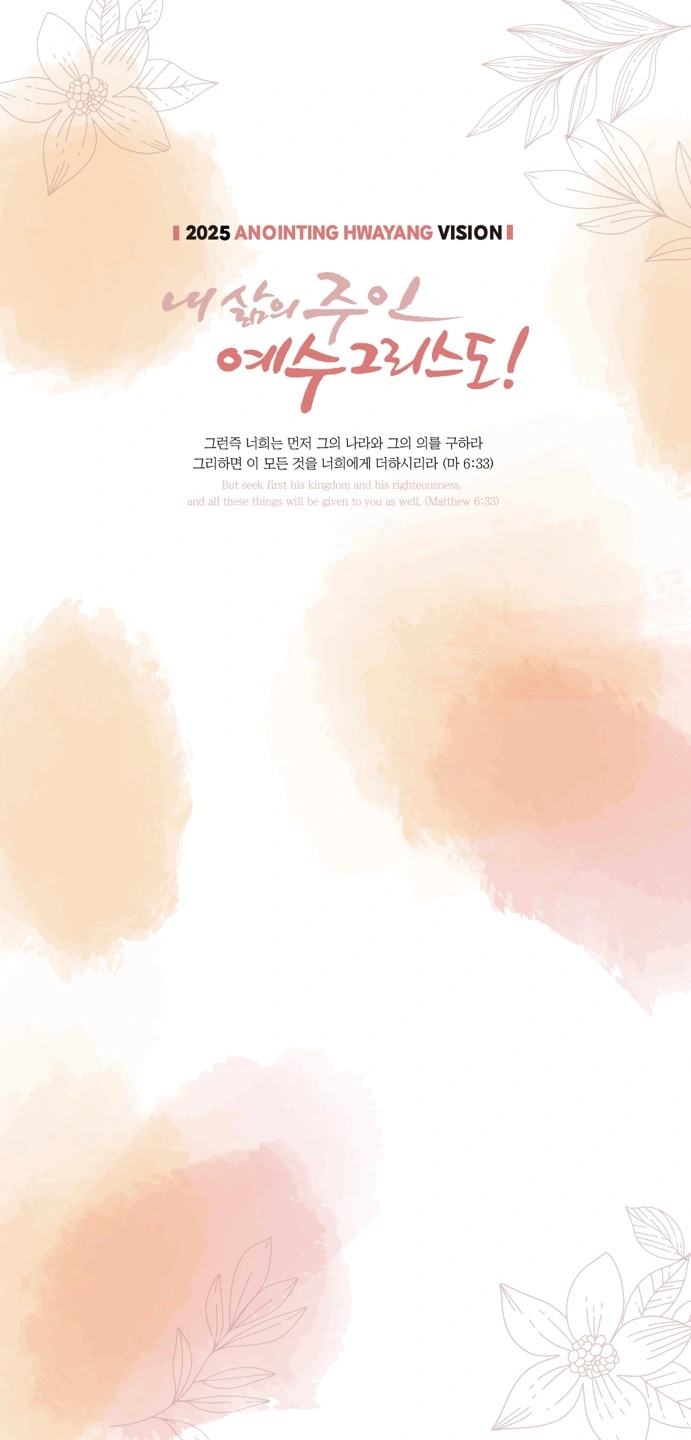 2025 ANOINTING HWAYANG VISION
내 삶의 주인
예수 그리스도!
그런즉 너희는 먼저 그의 나라와 그의 의를 구하라
그리하면 이 모든 것을 너희에게 더하시리라 (마 6:33)
But seek first his kingdom and his righteousness,
and all these things will be given to you as well. (Matthew 6:33)